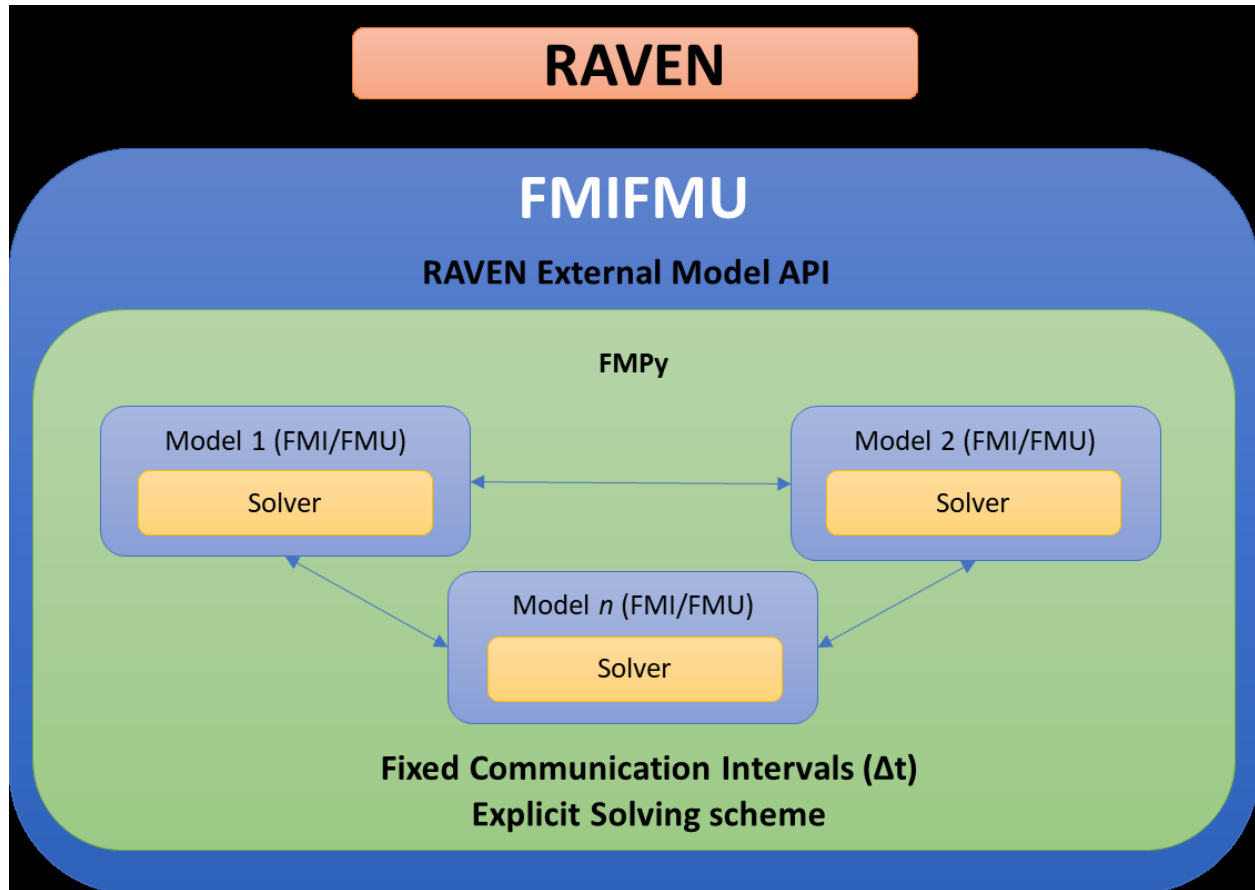 RAVEN
FMIFMU
RAVEN External Model API
FMPy
Model 1 (FMI/FMU)
Solver
Model 2 (FMI/FMU)
Solver
Model n (FMI/FMU)
Solver
Fixed Communication Intervals (Δt)
Explicit Solving scheme